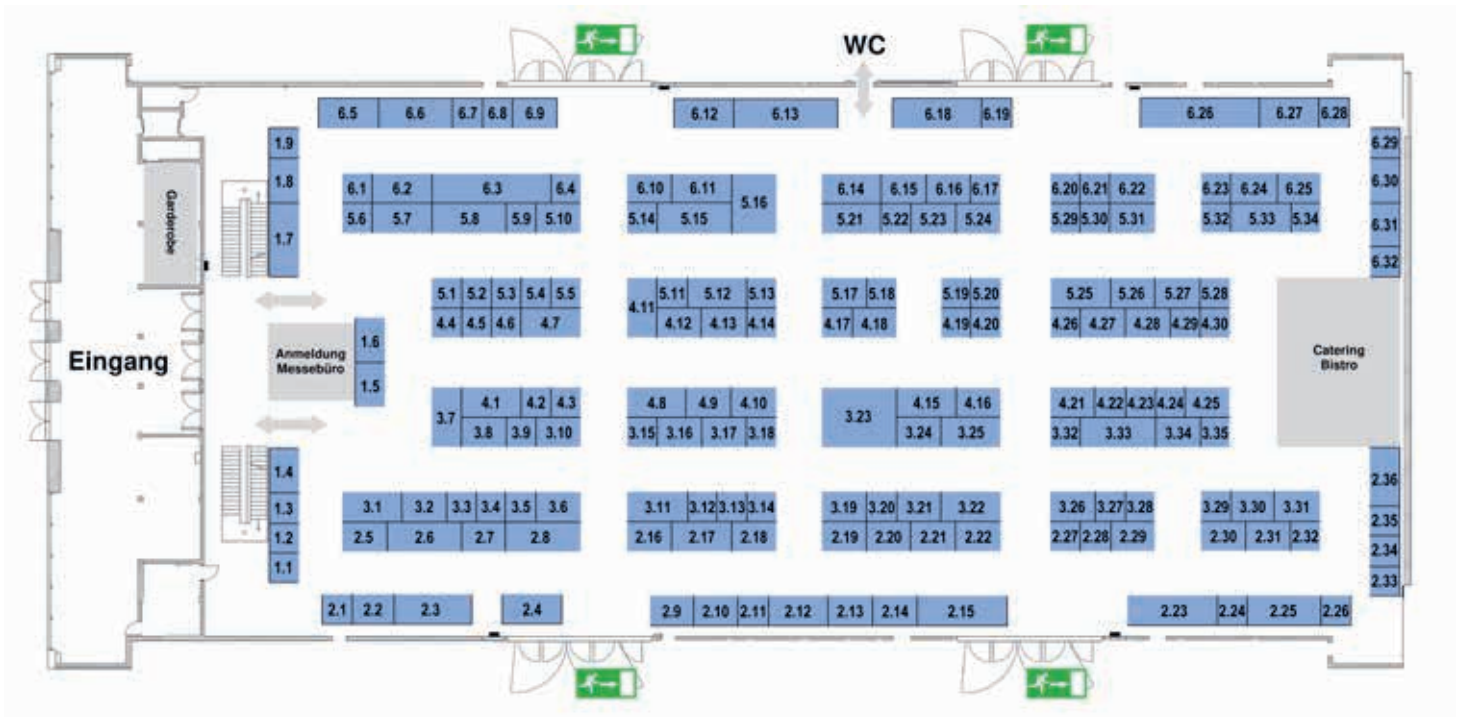 WC
6.5 6.6 6.7 6.8 6.9 6.12 6.13 6.18 6.19 6.26 6.27 6.28
1.9
1.8
1.7
Garderobe
6.29
6.30
6.31
6.32
6.1 6.2 6.3 6.4 6.10 6.11 5.16 6.14 6.15 6.16 6.17 6.20 6.21 6.22 6.23 6.24 6.25
5.6 5.7 5.8 5.9 5.10 5.14 5.15 5.21 5.22 5.23 5.24 5.29 5.30 5.31 5.32 5.33 5.34
5.1 5.2 5.3 5.4 5.5 4.11 5.11 5.12 5.13 5.17 5.18 5.19 5.20 5.25 5.26 5.27 5.28
4.4 4.5 4.6 4.7 4.12 4.13 4.14 4.17 4.18 4.19 4.20 4.26 4.27 4.28 4.29 4.30
Eingang
Anmeldung
Messebüro
1.6
1.5
Catering
Bistro
3.7 4.1 4.2 4.3 4.8 4.9 4.10 3.23 4.15 4.16 4.21 4.22 4.23 4.24 4.25
3.8 3.9 3.10 3.15 3.16 3.17 3.18 3.24 3.25 3.32 3.33 3.34 3.35
1.4
1.3
1.2
1.1
2.36
2.35
2.34
2.33
3.1 3.2 3.3 3.4 3.5 3.6 3.11 3.12 3.13 3.14 3.19 3.20 3.21 3.22 3.26 3.27 3.28 3.29 3.30 3.31
2.5 2.6 2.7 2.8 2.16 2.17 2.18 2.19 2.20 2.21 2.22 2.27 2.28 2.29 2.30 2.31 2.32
2.1 2.2 2.3 2.4 2.9 2.10 2.11 2.12 2.13 2.14 2.15 2.23 2.24 2.25 2.26